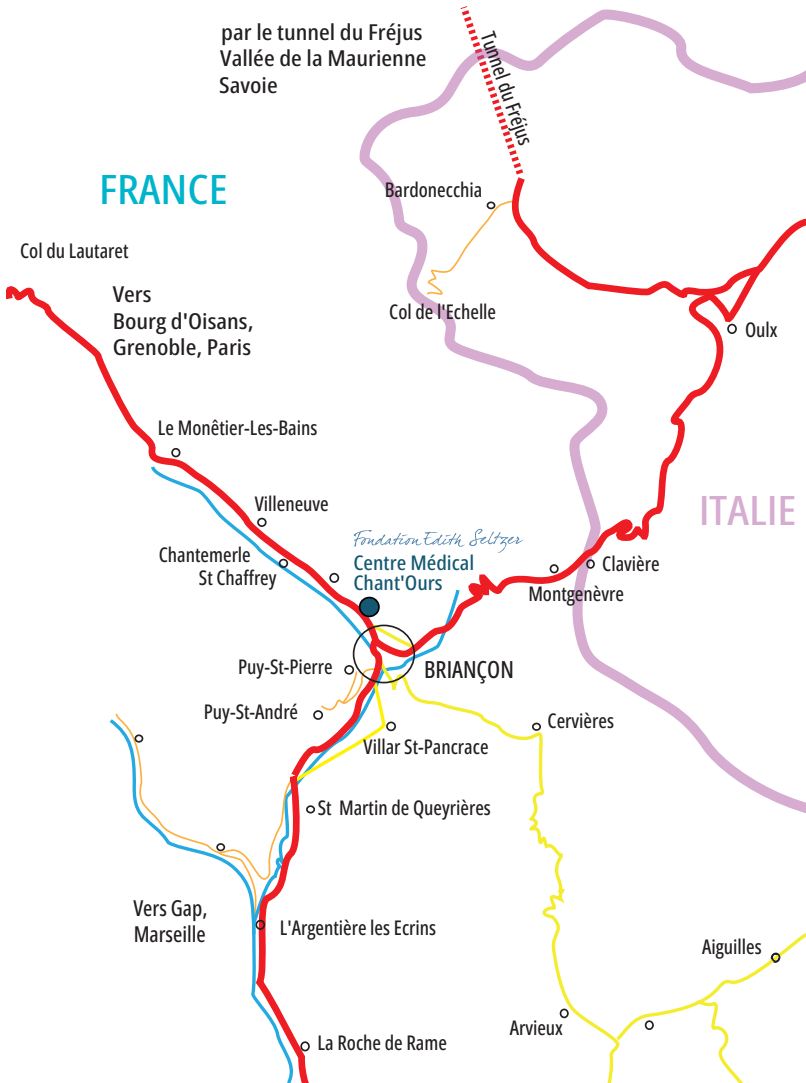 par le tunnel du Fréjus
Vallée de la Maurienne
Savoie
Tunnel du Fréjus
FRANCE
Bardonecchia
Col du Lautaret
Vers
Bourg d'Oisans,
Grenoble, Paris
Col de l'Echelle
Oulx
Le Monêtier-Les-Bains
Villeneuve
ITALIE
Fondation Edith Seltzer
Centre Médical
Chant'Ours
Chantemerle
St Chaffrey
Clavière
Montgenèvre
Puy-St-Pierre
BRIANÇON
Puy-St-André
Villar St-Pancrace
Cervières
St Martin de Queyrières
Vers Gap,
Marseille
L'Argentière les Ecrins
Aiguilles
Arvieux
La Roche de Rame